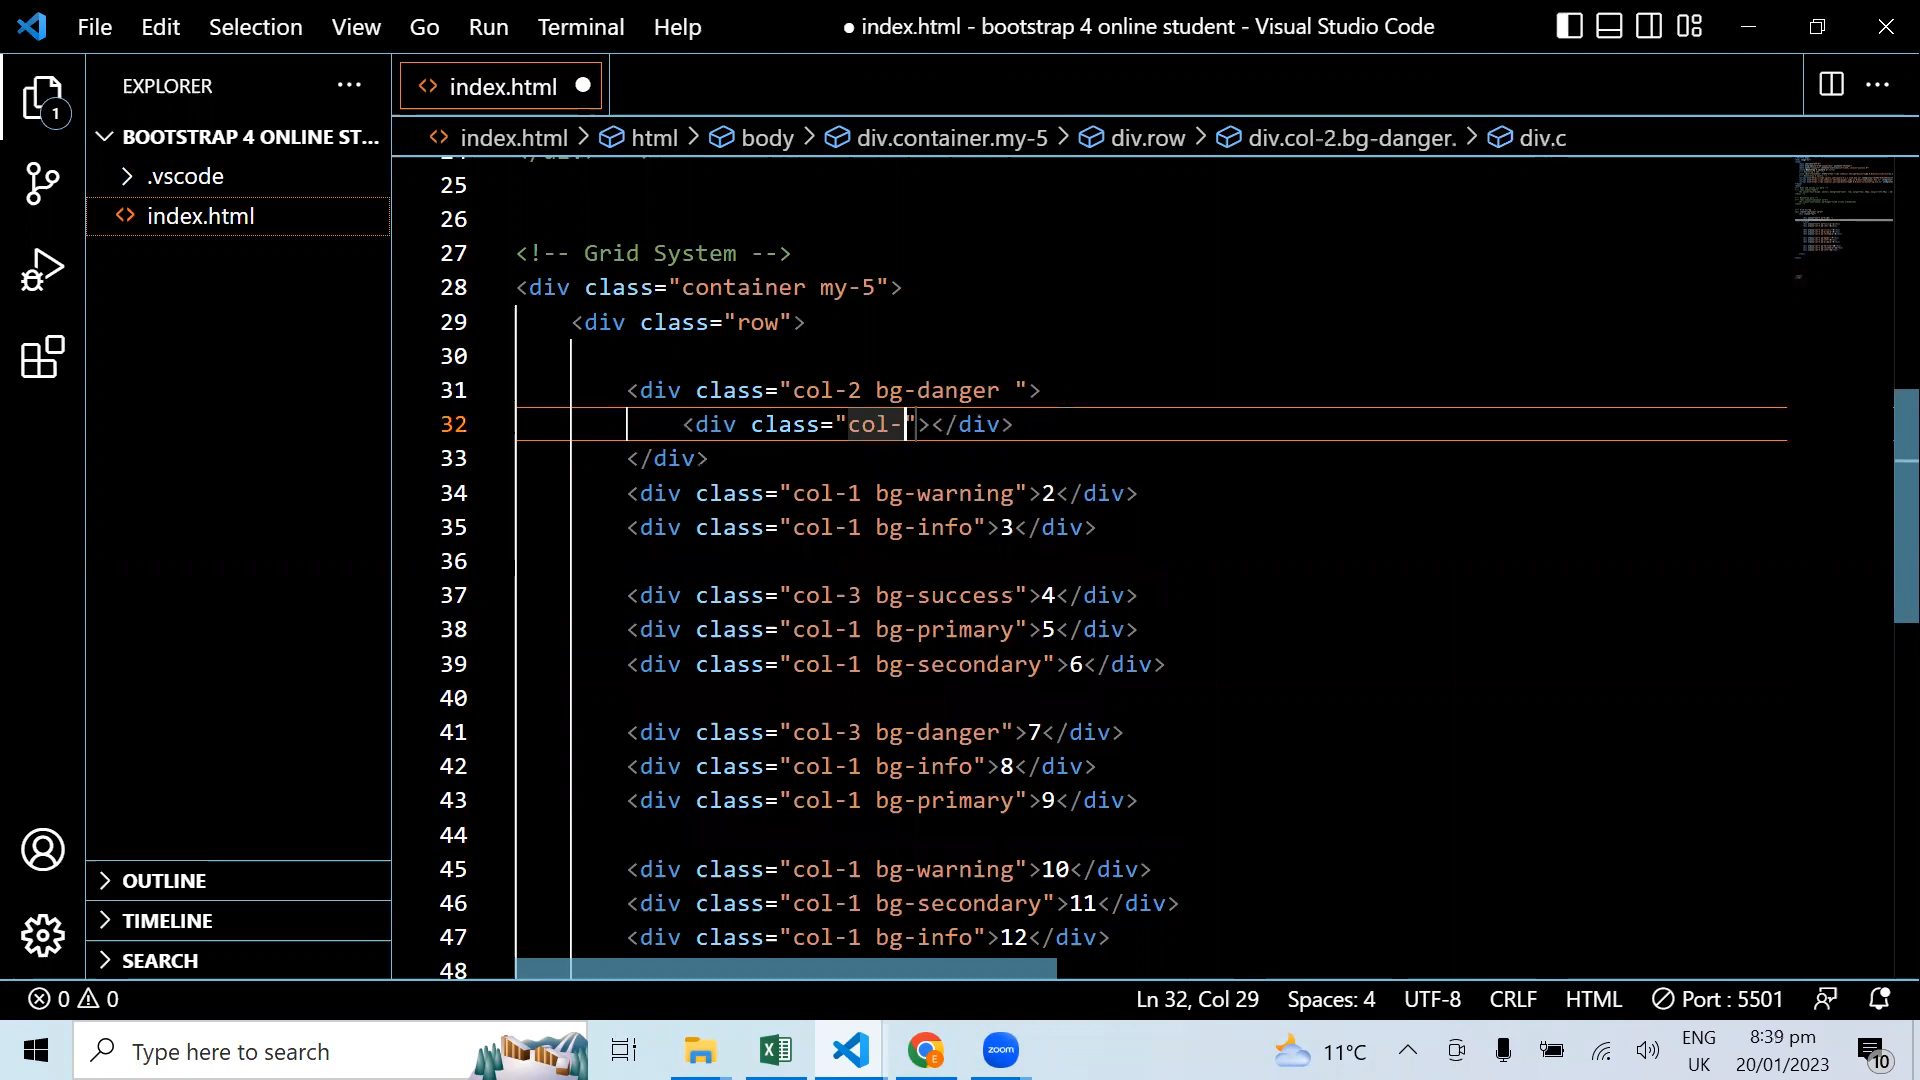 File Edit Selection View Go Run Terminal Help ● index.html - bootstrap 4 online student - Visual Studio Code
EXPLORER ··· <> index.html ● ···
1
BOOTSTRAP 4 ONLINE ST... <> index.html > html > body > div.container.my-5 > div.row > div.col-2.bg-danger. > div.c
> .vscode
<> index.html
25
26
27 <!-- Grid System -->
28 <div class="container my-5">
29 <div class="row">
30
31 <div class="col-2 bg-danger ">
32 <div class="col-"></div>
33 </div>
34 <div class="col-1 bg-warning">2</div>
35 <div class="col-1 bg-info">3</div>
36
37 <div class="col-3 bg-success">4</div>
38 <div class="col-1 bg-primary">5</div>
39 <div class="col-1 bg-secondary">6</div>
40
41 <div class="col-3 bg-danger">7</div>
42 <div class="col-1 bg-info">8</div>
43 <div class="col-1 bg-primary">9</div>
44
45 <div class="col-1 bg-warning">10</div>
46 <div class="col-1 bg-secondary">11</div>
47 <div class="col-1 bg-info">12</div>
48
OUTLINE
TIMELINE
SEARCH
0 0 Ln 32, Col 29 Spaces: 4 UTF-8 CRLF HTML Port : 5501
Type here to search zoom E 11°C ENG UK 8:39 pm 20/01/2023 10